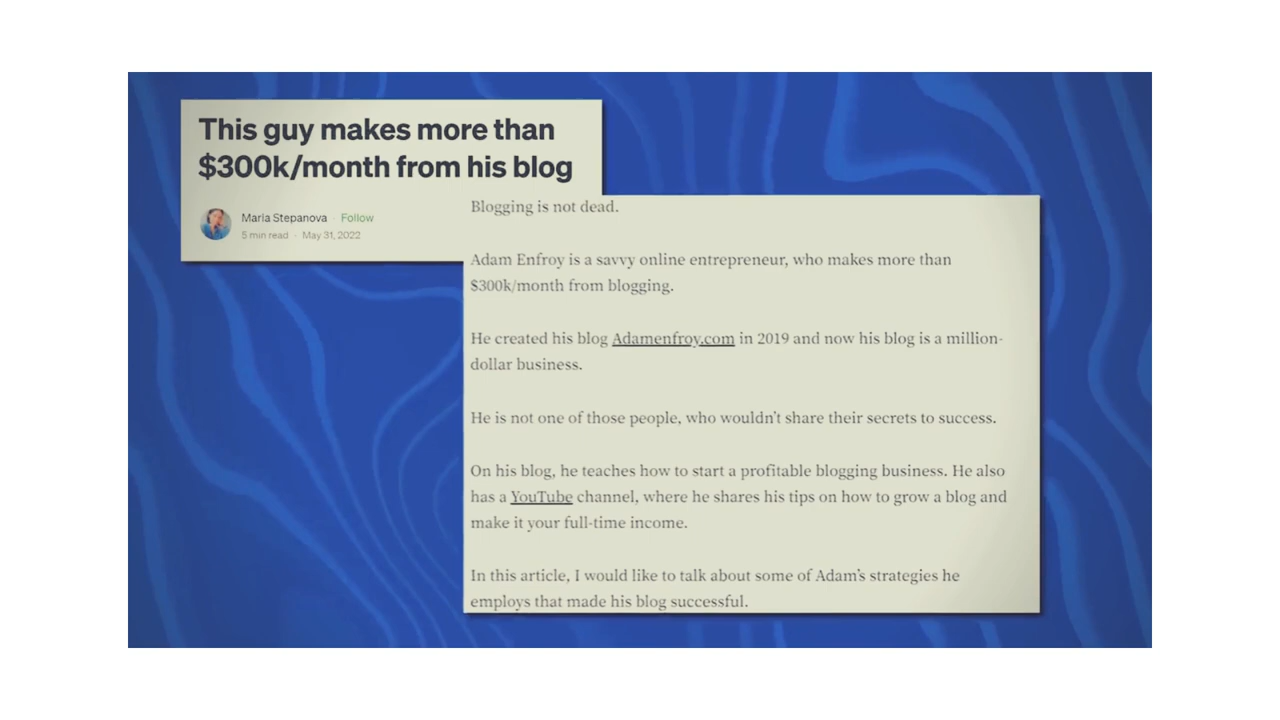 This guy makes more than
$300k/month from his blog
Maria Stepanova · Follow
5 min read · May 31, 2022
Blogging is not dead.
Adam Enfroy is a savvy online entrepreneur, who makes more than
$300k/month from blogging.
He created his blog Adamenfroy.com in 2019 and now his blog is a million-
dollar business.
He is not one of those people, who wouldn't share their secrets to success.
On his blog, he teaches how to start a profitable blogging business. He also
has a YouTube channel, where he shares his tips on how to grow a blog and
make it your full-time income.
In this article, I would like to talk about some of Adam's strategies he
employs that made his blog successful.